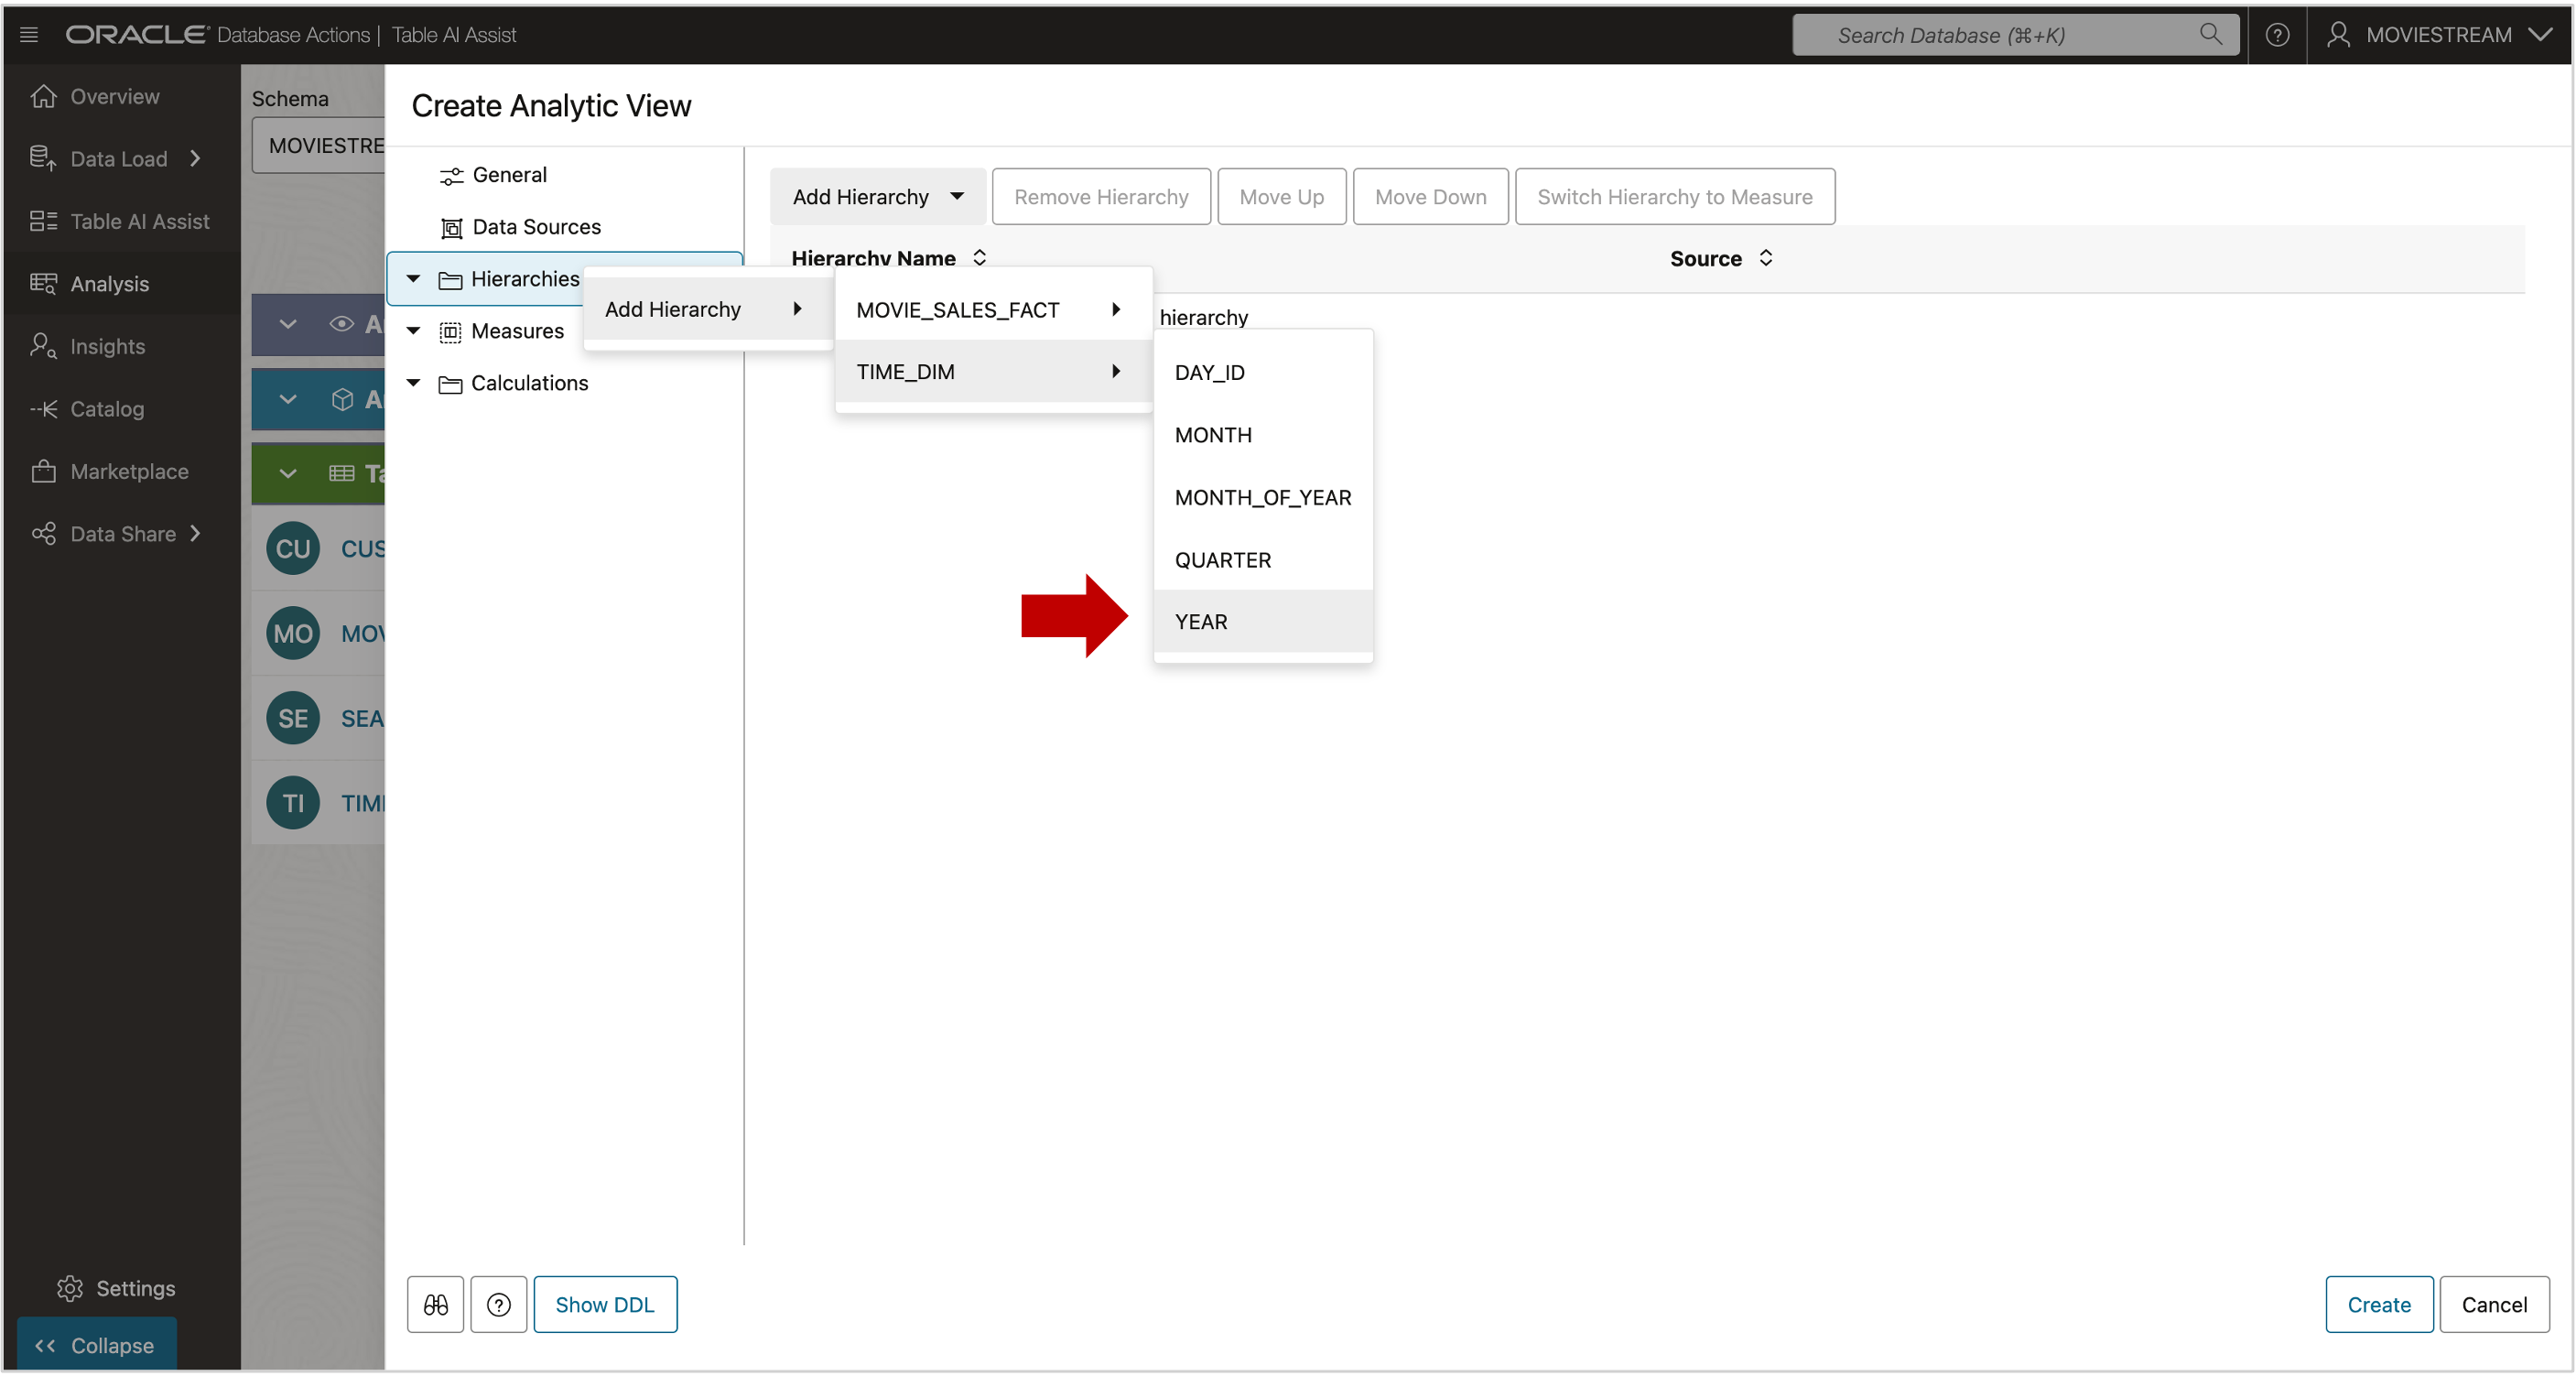 ORACLE Database Actions | Table AI Assist
Search Database (⌘+K)
MOVIESTREAM
Overview
Data Load
Table AI Assist
Analysis
Insights
Catalog
Marketplace
Data Share
Settings
Collapse
Schema
MOVIESTRE
CU CUS
MO MOV
SE SEA
TI TIM
Create Analytic View
General
Data Sources
Hierarchies
Measures
Calculations
Add Hierarchy
Remove Hierarchy
Move Up
Move Down
Switch Hierarchy to Measure
Hierarchy Name
Source
hierarchy
Add Hierarchy
MOVIE_SALES_FACT
TIME_DIM
DAY_ID
MONTH
MONTH_OF_YEAR
QUARTER
YEAR
Show DDL
Create
Cancel